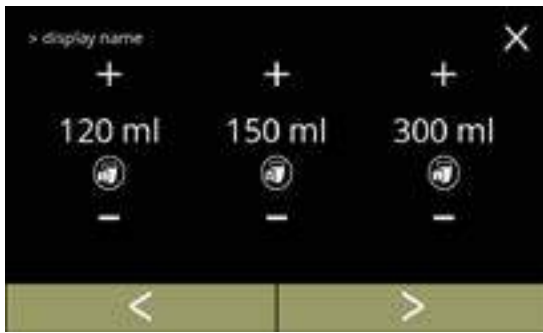 > display name
X
+ + +
120 ml 150 ml 300 ml
- - -
< >